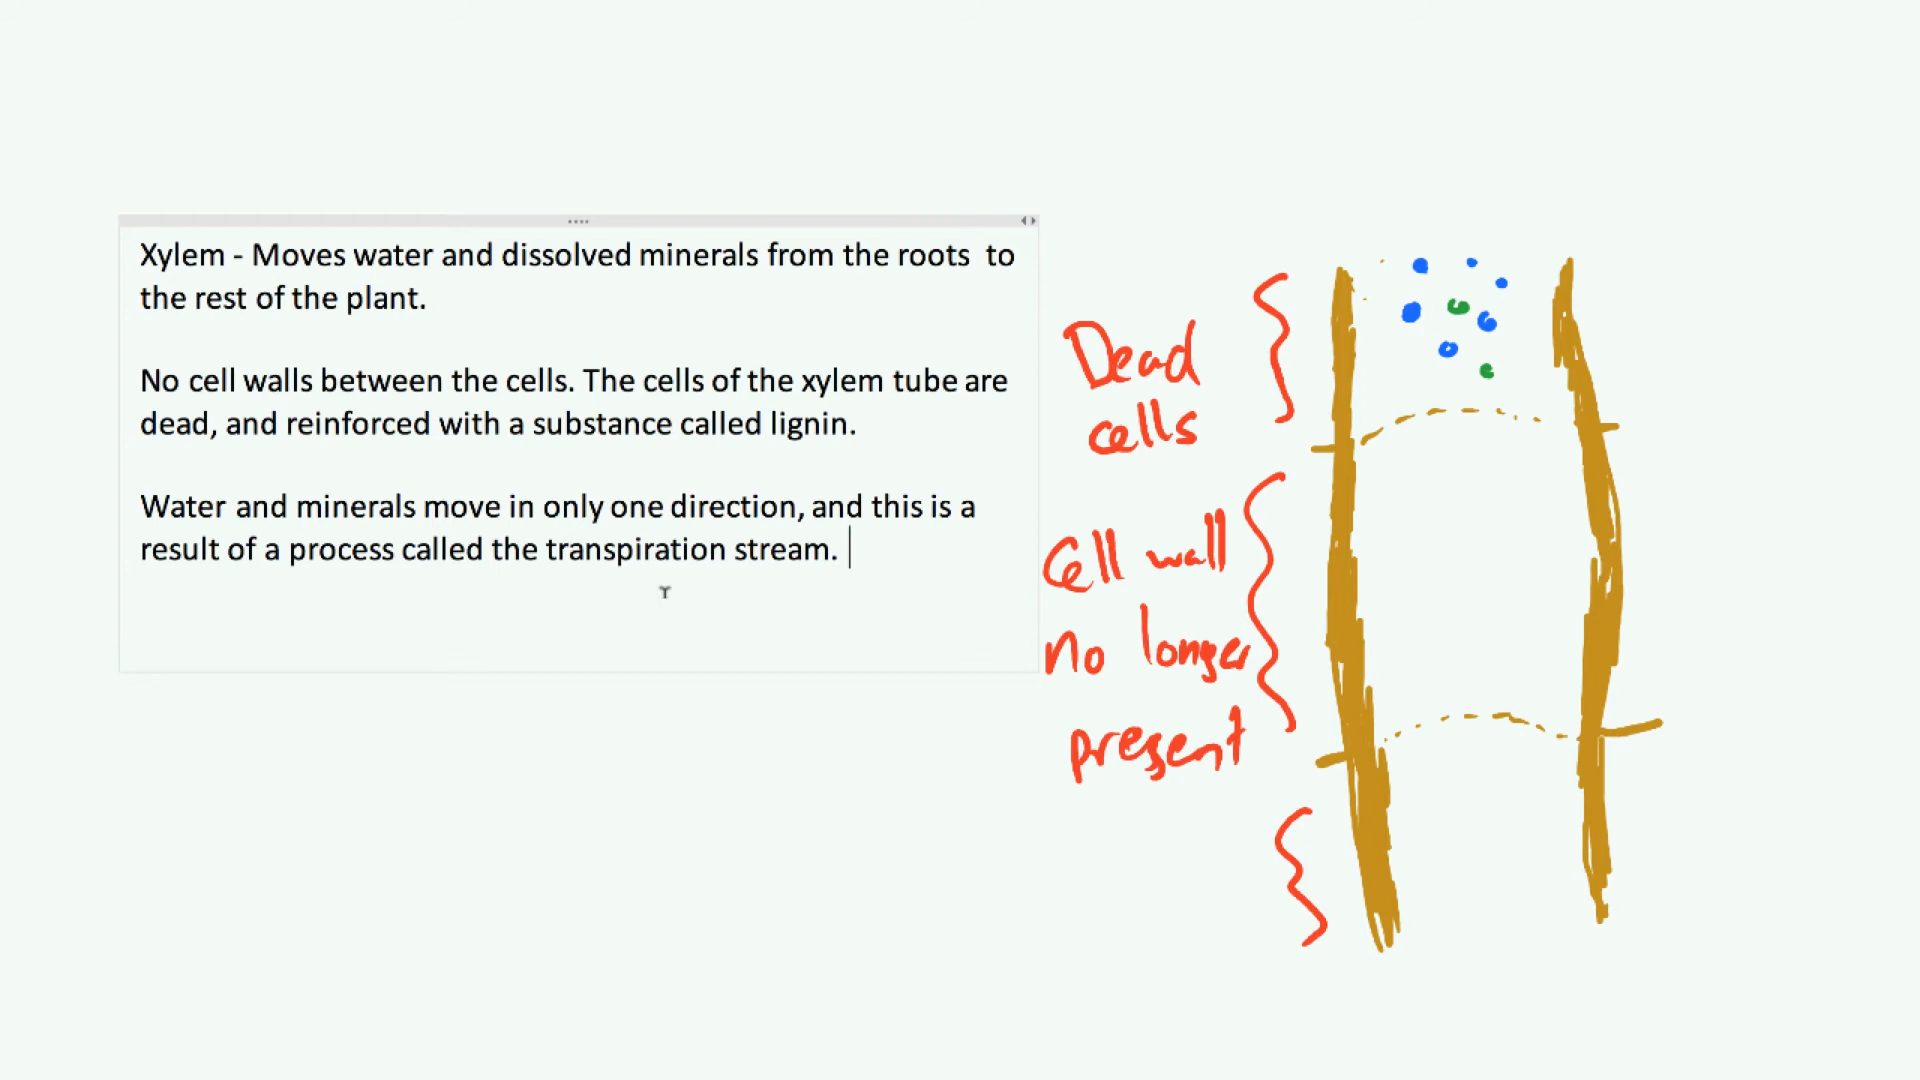 Xylem - Moves water and dissolved minerals from the roots  to
the rest of the plant.
No cell walls between the cells. The cells of the xylem tube are
dead, and reinforced with a substance called lignin.
Water and minerals move in only one direction, and this is a
result of a process called the transpiration stream.
Dead
cells
Cell wall
no longer
present